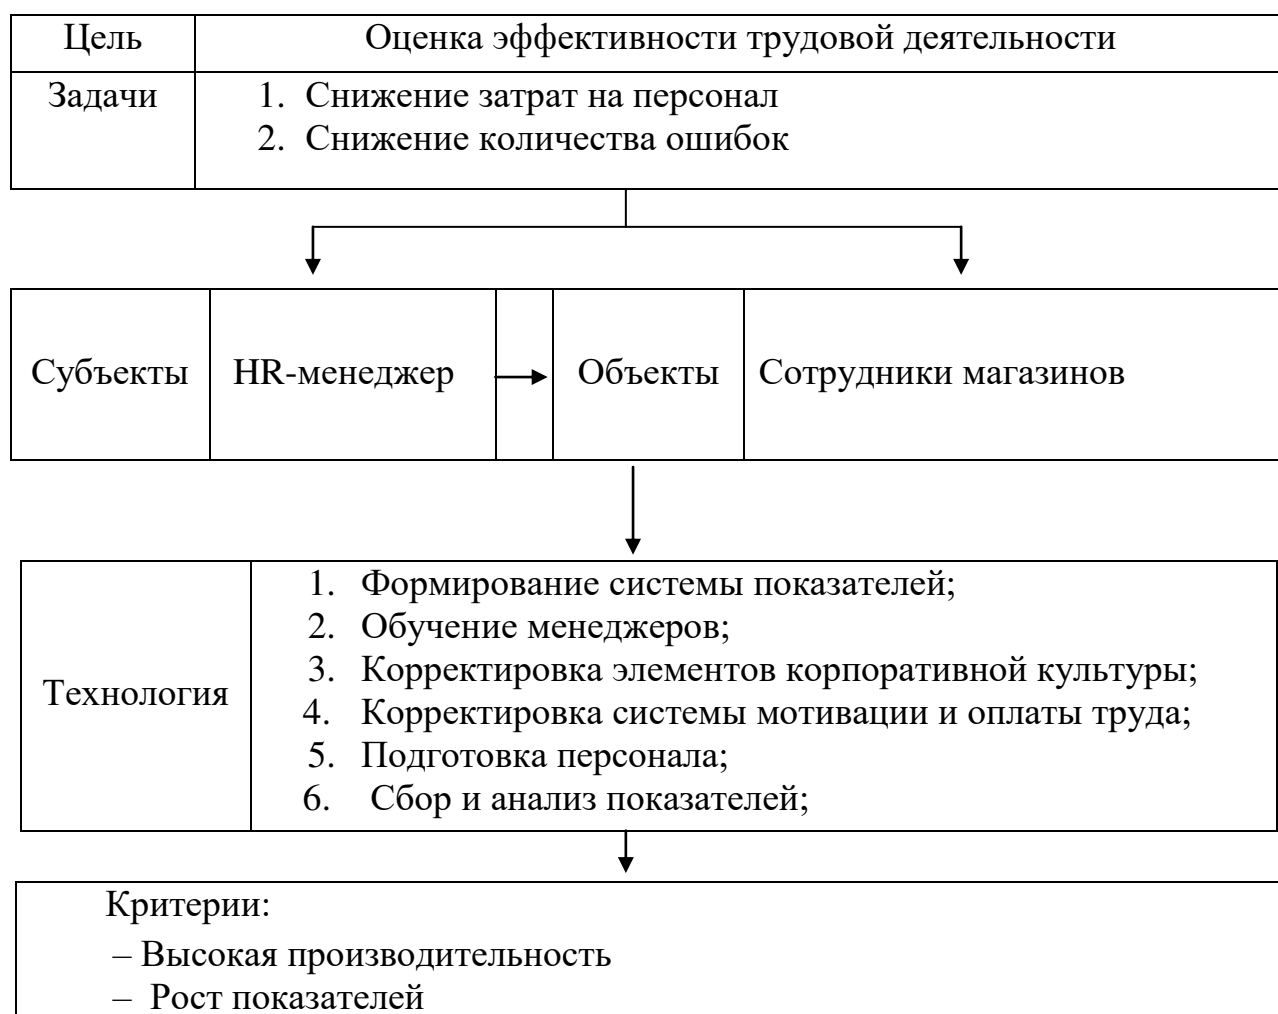 Цель Оценка эффективности трудовой деятельности
Задачи 1. Снижение затрат на персонал
2. Снижение количества ошибок
Субъекты HR-менеджер Объекты Сотрудники магазинов
Технология
1. Формирование системы показателей;
2. Обучение менеджеров;
3. Корректировка элементов корпоративной культуры;
4. Корректировка системы мотивации и оплаты труда;
5. Подготовка персонала;
6. Сбор и анализ показателей;
Критерии:
– Высокая производительность
– Рост показателей